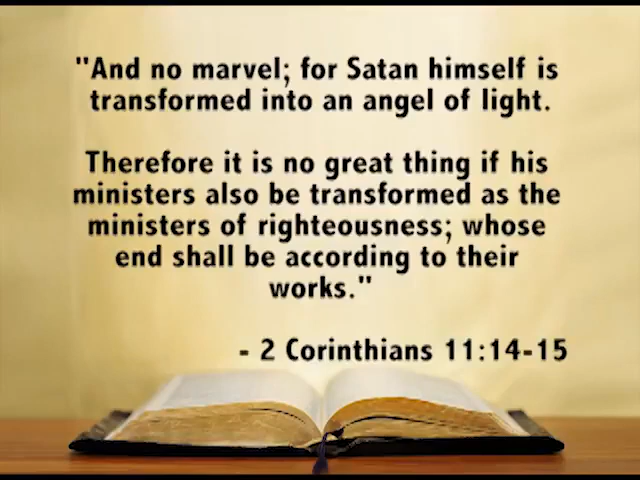 "And no marvel; for Satan himself is
transformed into an angel of light.
Therefore it is no great thing if his
ministers also be transformed as the
ministers of righteousness; whose
end shall be according to their
works."
- 2 Corinthians 11:14-15